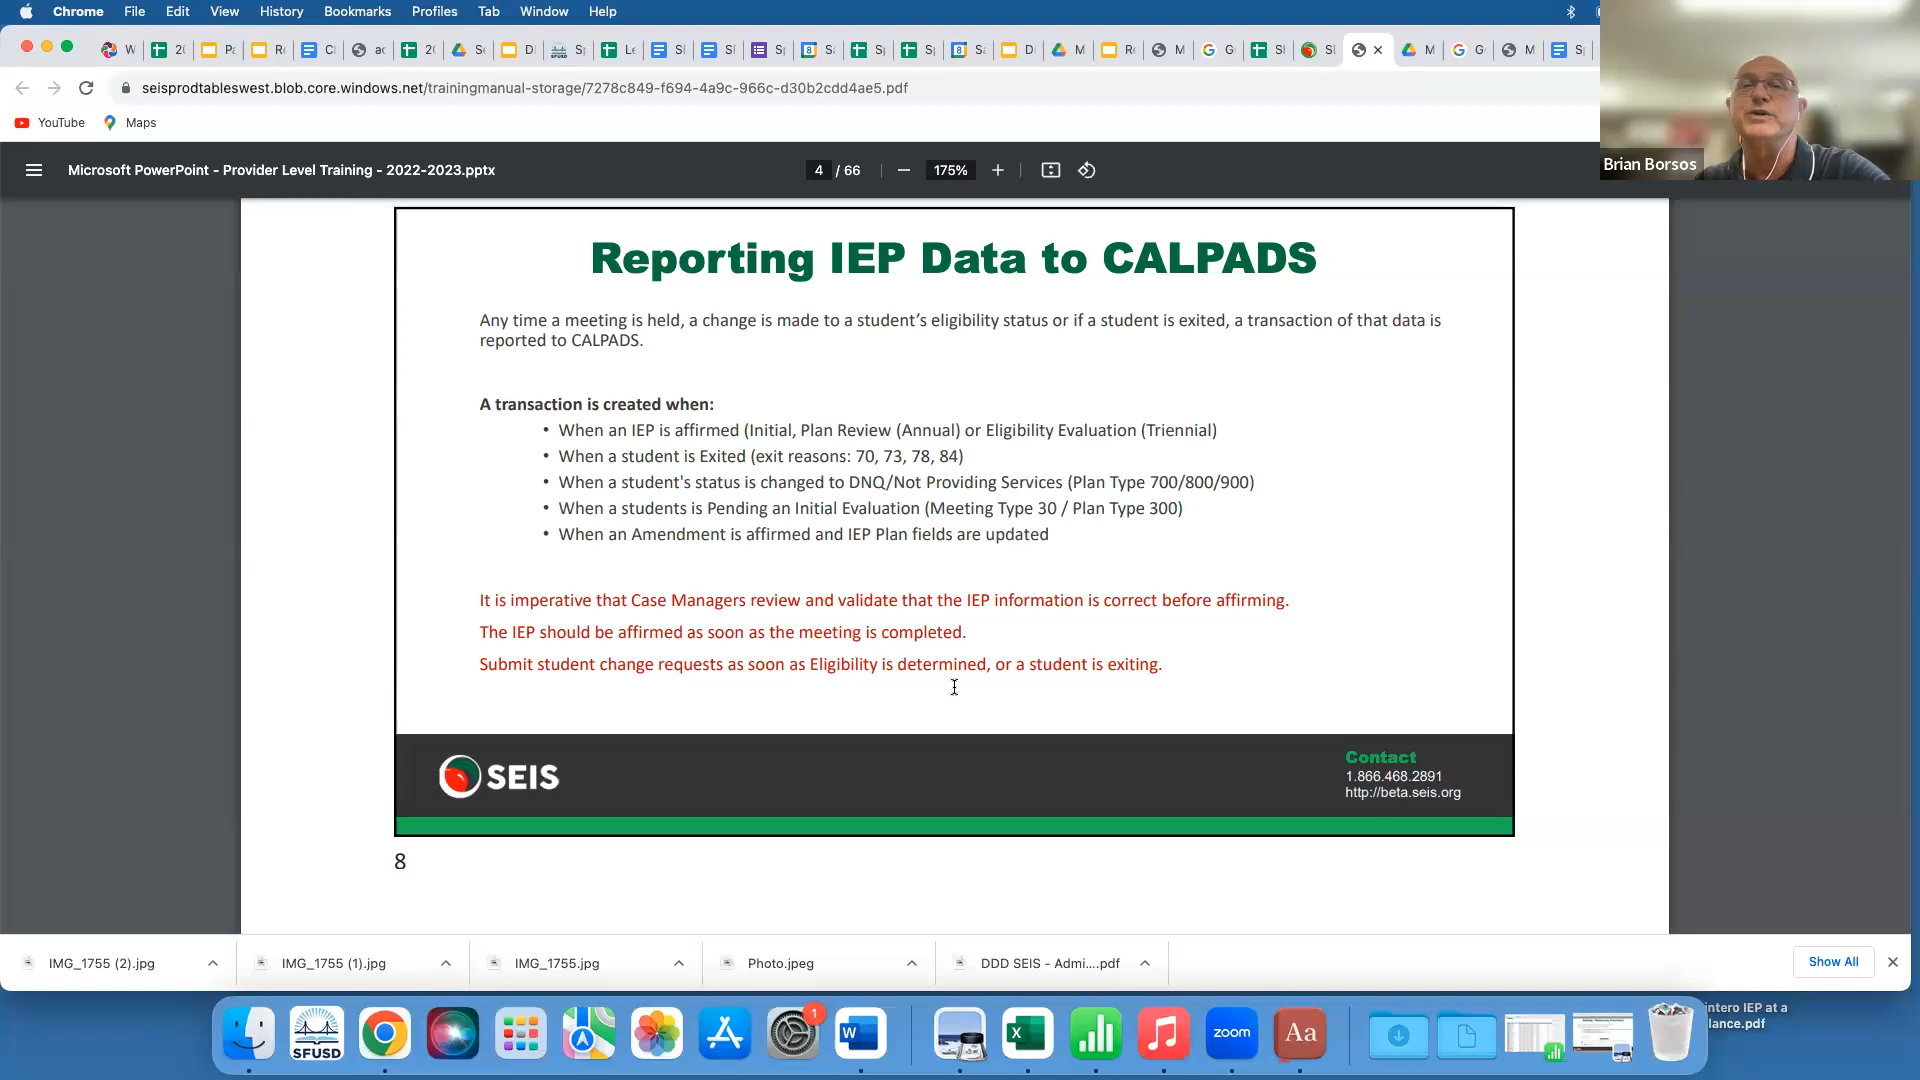 Chrome File Edit View History Bookmarks Profiles Tab Window Help
seisprodtableswest.blob.core.windows.net/trainingmanual-storage/7278c849-f694-4a9c-966c-d30b2cdd4ae5.pdf
YouTube Maps
Brian Borsos
Microsoft PowerPoint - Provider Level Training - 2022-2023.pptx 4 / 66 175%
Reporting IEP Data to CALPADS
Any time a meeting is held, a change is made to a student’s eligibility status or if a student is exited, a transaction of that data is
reported to CALPADS.
A transaction is created when:
• When an IEP is affirmed (Initial, Plan Review (Annual) or Eligibility Evaluation (Triennial)
• When a student is Exited (exit reasons: 70, 73, 78, 84)
• When a student's status is changed to DNQ/Not Providing Services (Plan Type 700/800/900)
• When a students is Pending an Initial Evaluation (Meeting Type 30 / Plan Type 300)
• When an Amendment is affirmed and IEP Plan fields are updated
It is imperative that Case Managers review and validate that the IEP information is correct before affirming.
The IEP should be affirmed as soon as the meeting is completed.
Submit student change requests as soon as Eligibility is determined, or a student is exiting.
SEIS
Contact
1.866.468.2891
http://beta.seis.org
8
IMG_1755 (2).jpg IMG_1755 (1).jpg IMG_1755.jpg Photo.jpeg DDD SEIS - Admi....pdf Show All
SFUSD
1
W
X
zoom
Aa
intero IEP at a
lance.pdf